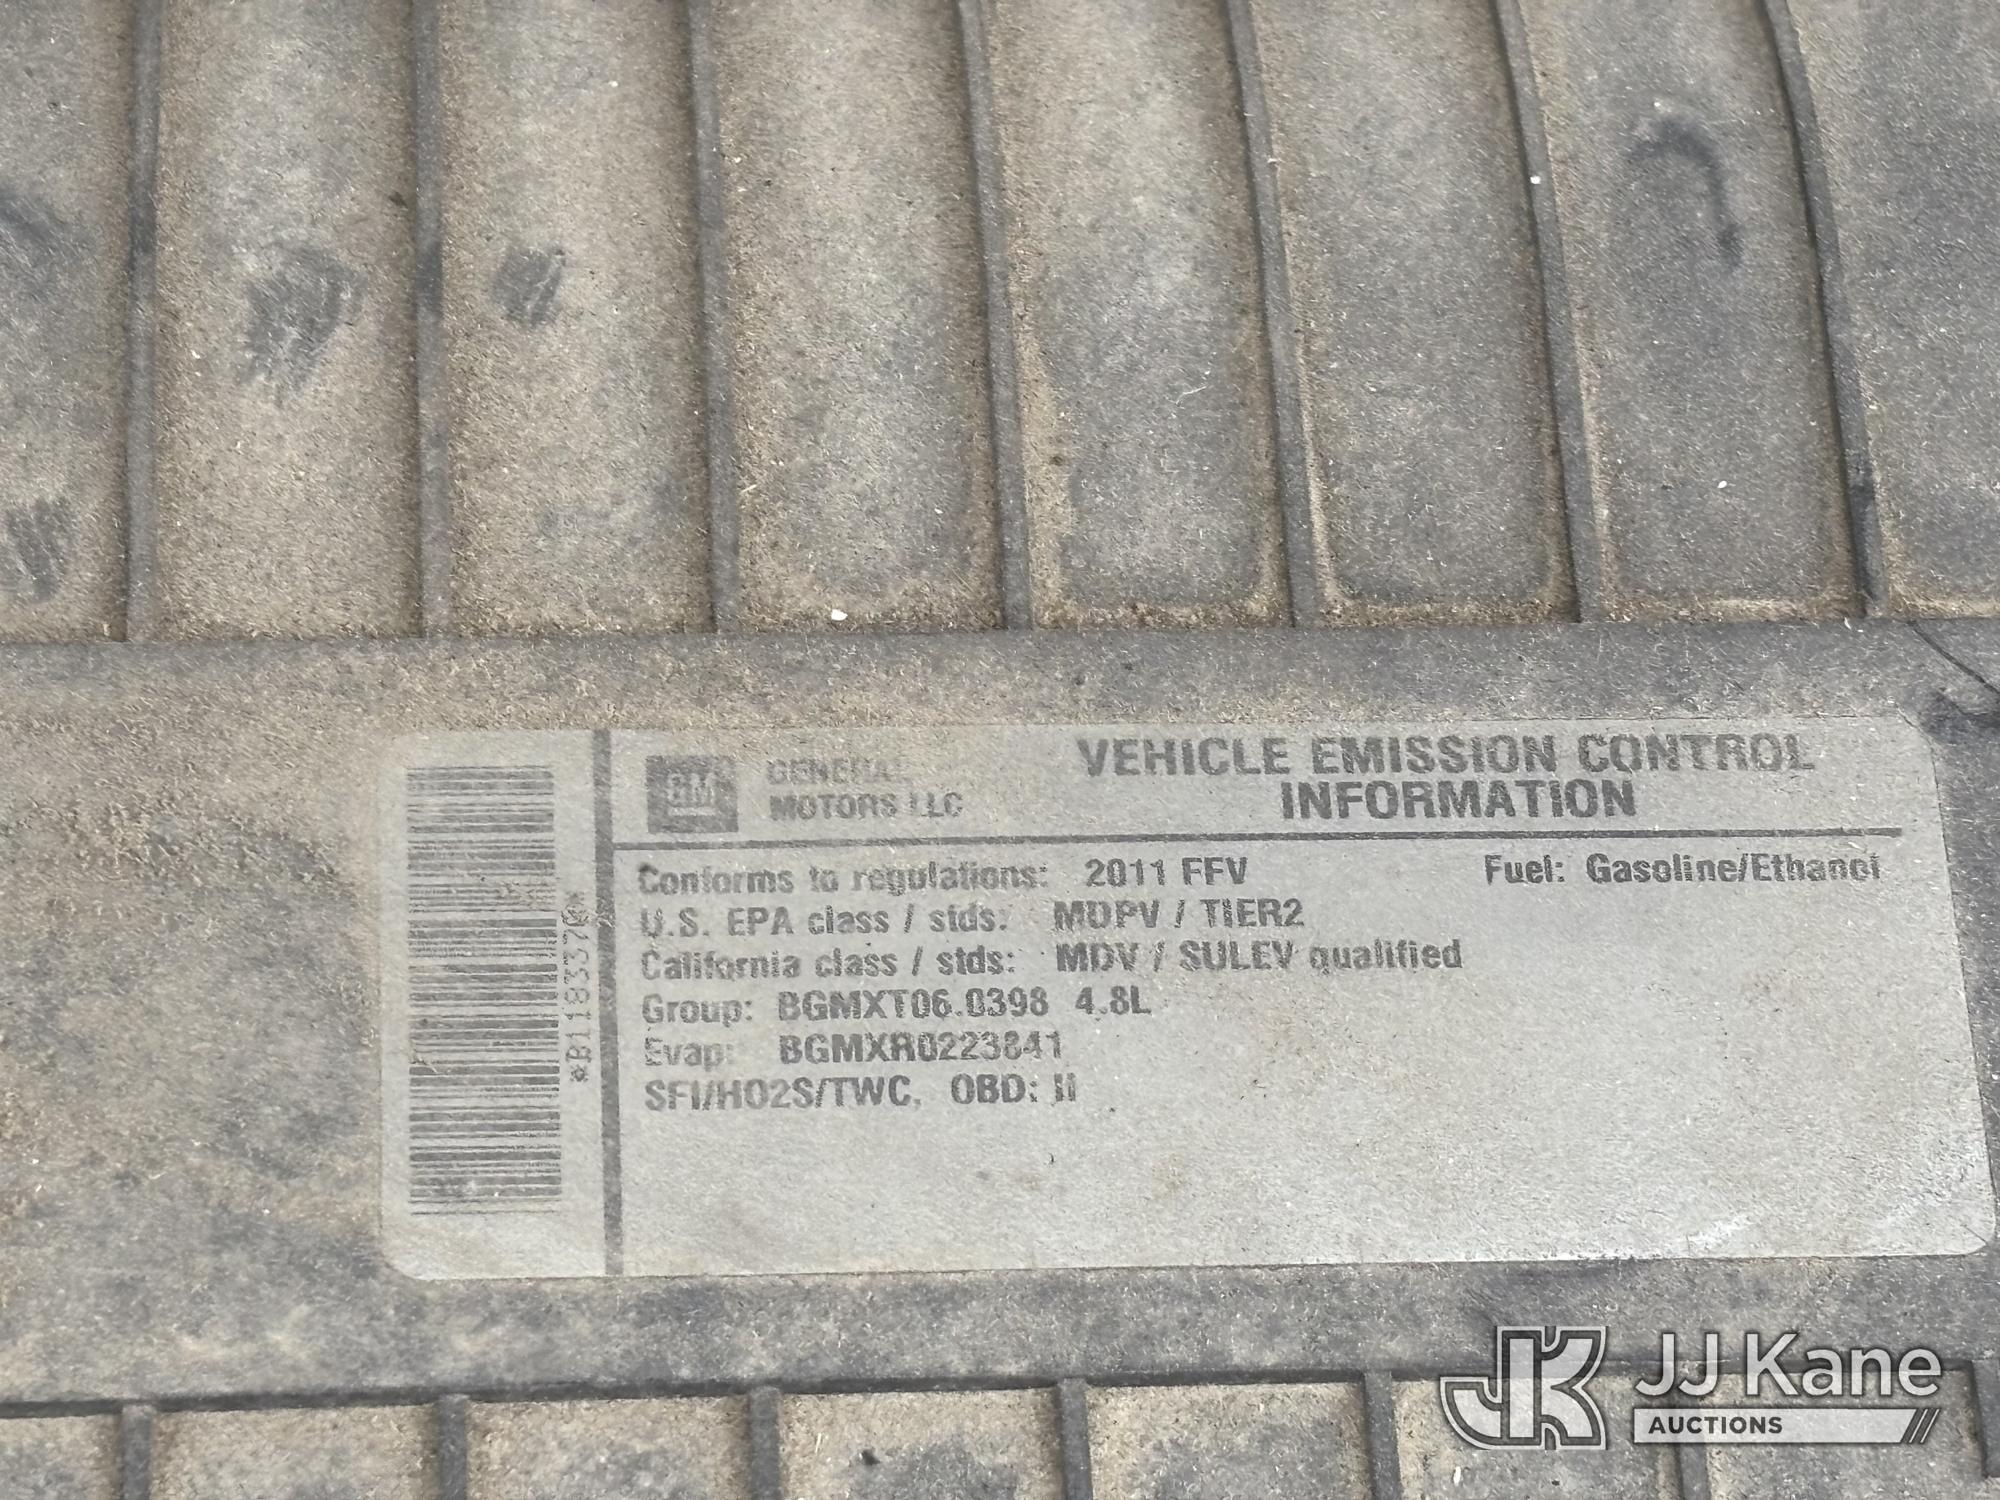 GM GENERAL MOTORS LLC
VEHICLE EMISSION CONTROL
INFORMATION
Conforms to regulations: 2011 FFV Fuel: Gasoline/Ethanol
U.S. EPA class / stds: MDPV / TIER2
California class / stds: MDV / SULEV qualified
Group: BGMXT06.0398 4.8L
Evap: BGMXR0223841
SFI/HO2S/TWC, OBD: II
JK JJ Kane
AUCTIONS